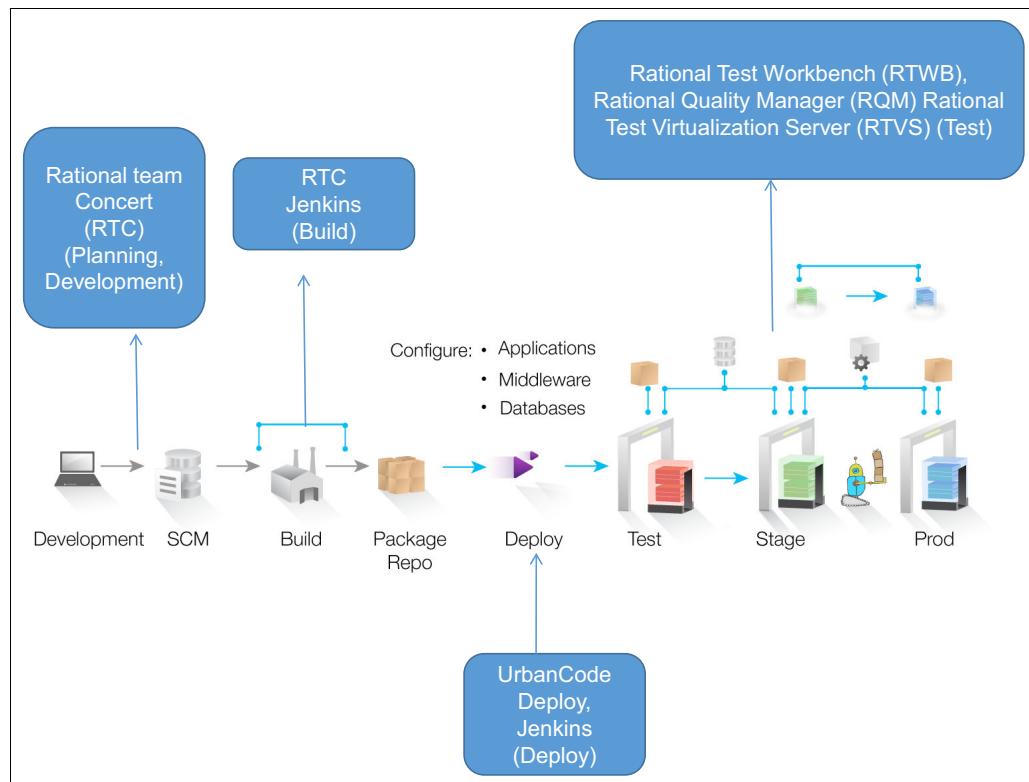 Rational Test Workbench (RTWB),
Rational Quality Manager (RQM) Rational
Test Virtualization Server (RTVS) (Test)
Rational team
Concert
(RTC)
(Planning,
Development)
RTC
Jenkins
(Build)
Configure: • Applications
• Middleware
• Databases
Development
SCM
Build
Package
Repo
Deploy
Test
Stage
Prod
UrbanCode
Deploy,
Jenkins
(Deploy)